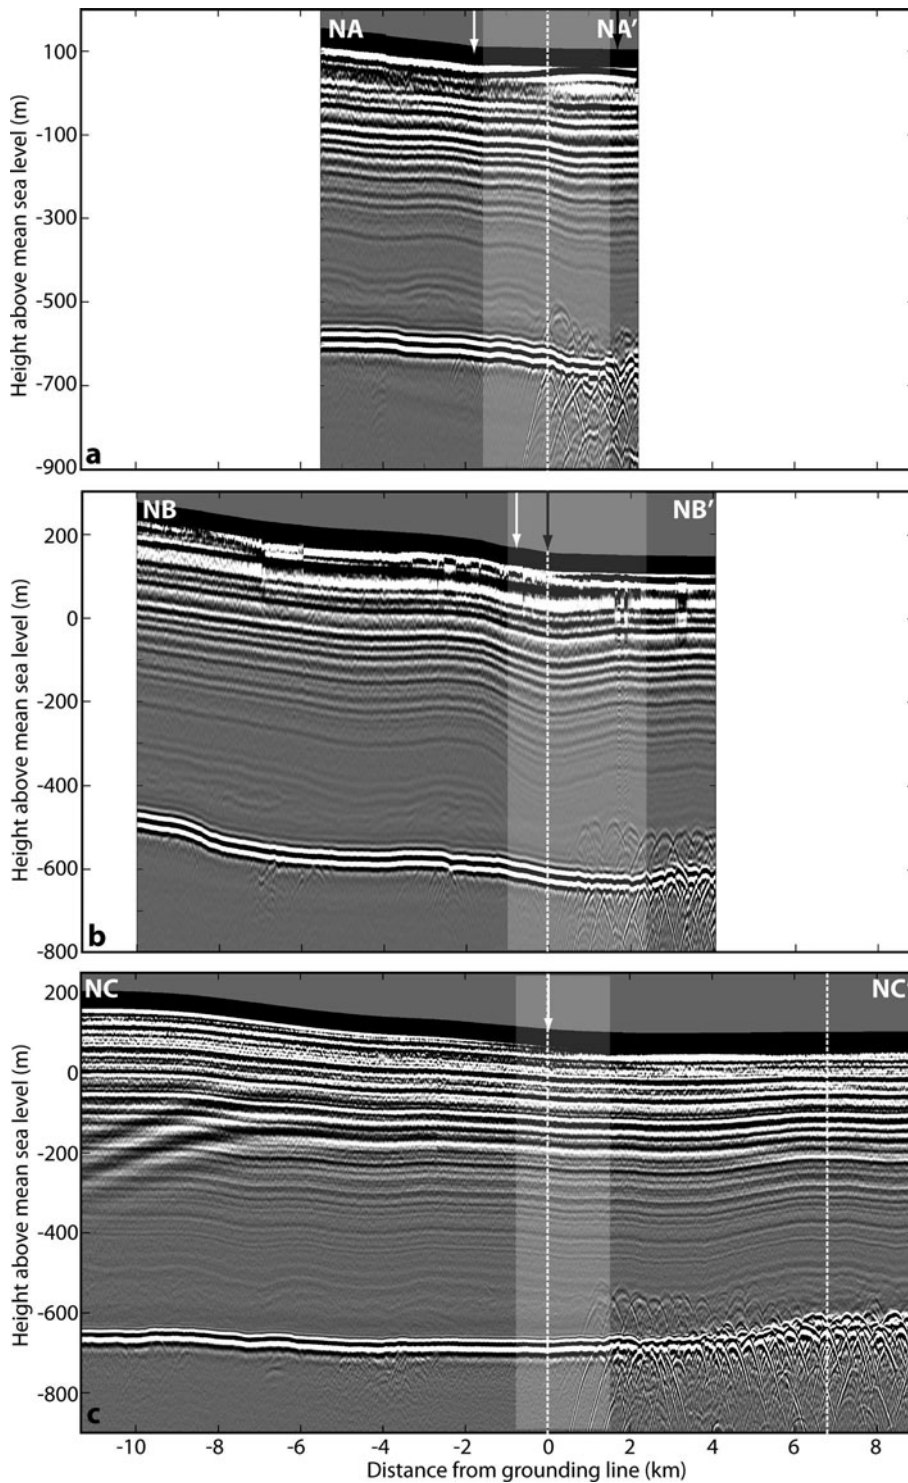 NA NA’
100
-100
-300
-500
-700
-900
Height above mean sea level (m)
a
NB NB’
200
0
-200
-400
-600
-800
Height above mean sea level (m)
b
NC NC’
200
0
-200
-400
-600
-800
Height above mean sea level (m)
c
-10 -8 -6 -4 -2 0 2 4 6 8
Distance from grounding line (km)